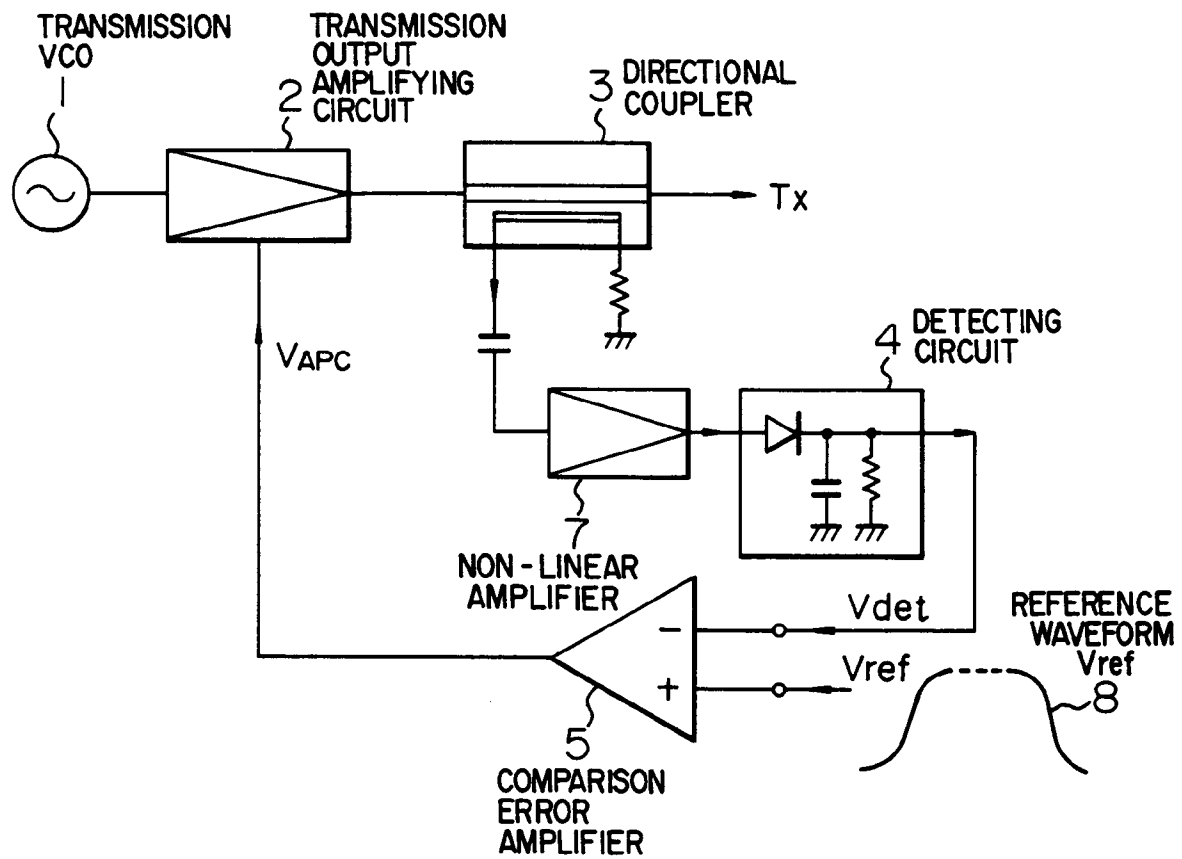 TRANSMISSION
VCO
1
TRANSMISSION
OUTPUT
AMPLIFYING
CIRCUIT
2
3
DIRECTIONAL
COUPLER
Tx
VAPC
4
DETECTING
CIRCUIT
7
NON-LINEAR
AMPLIFIER
Vdet
-
Vref
+
5
COMPARISON
ERROR
AMPLIFIER
REFERENCE
WAVEFORM
Vref
8